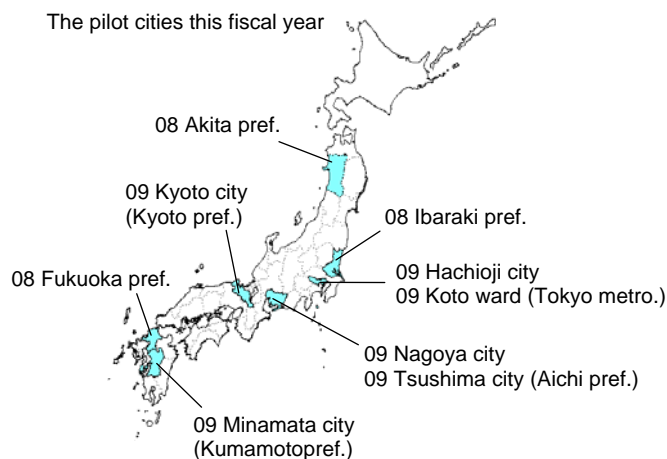 The pilot cities this fiscal year
08 Akita pref.
09 Kyoto city
(Kyoto pref.)
08 Ibaraki pref.
09 Hachioji city
09 Koto ward (Tokyo metro.)
08 Fukuoka pref.
09 Nagoya city
09 Tsushima city (Aichi pref.)
09 Minamata city
(Kumamotopref.)